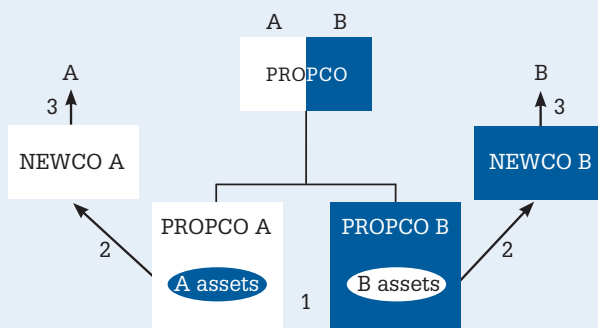 A B
PROPCO
A
B
3
3
NEWCO A
NEWCO B
PROPCO A
PROPCO B
2
2
A assets
B assets
1